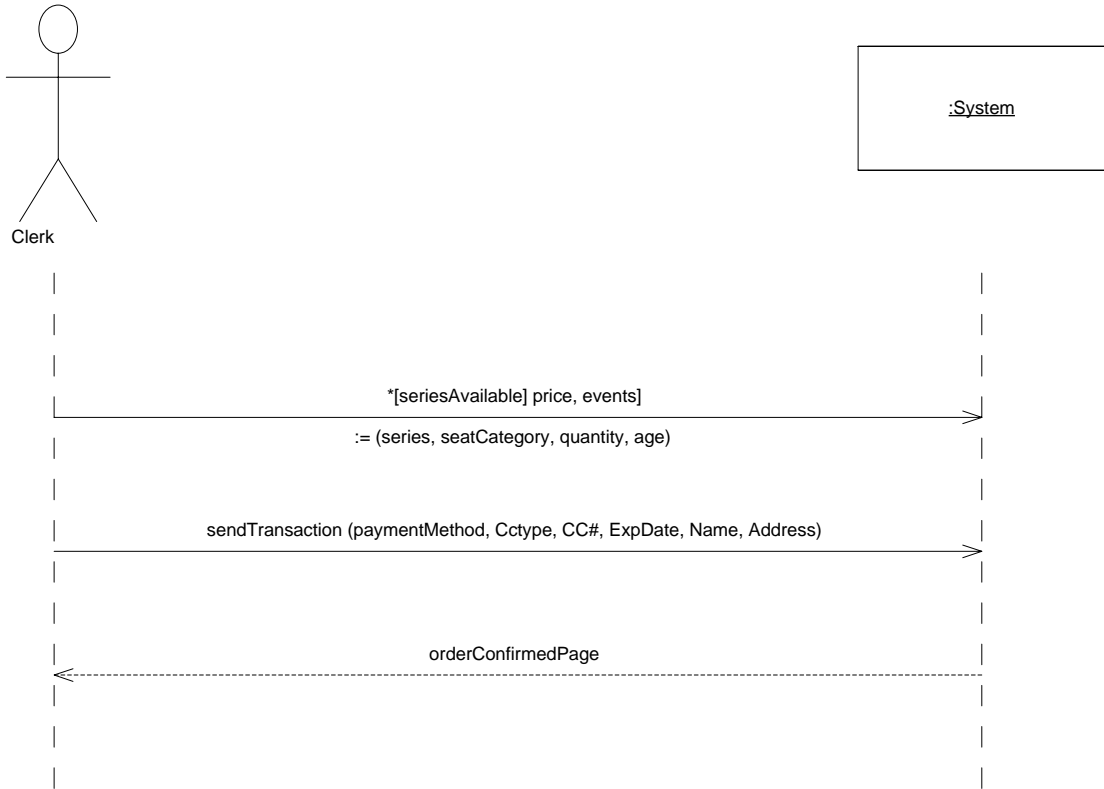 :System
Clerk
*[seriesAvailable] price, events]
:= (series, seatCategory, quantity, age)
sendTransaction (paymentMethod, Cctype, CC#, ExpDate, Name, Address)
orderConfirmedPage